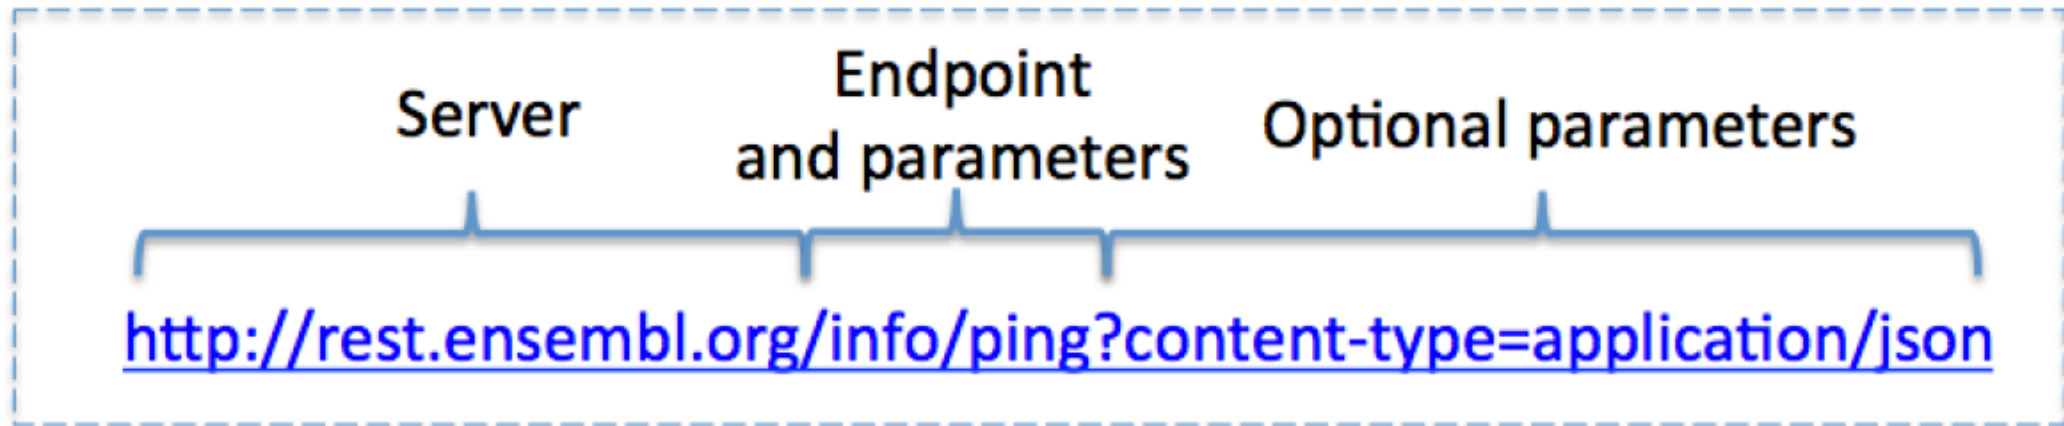 Server
Endpoint
and parameters
Optional parameters
http://rest.ensembl.org/info/ping?content-type=application/json